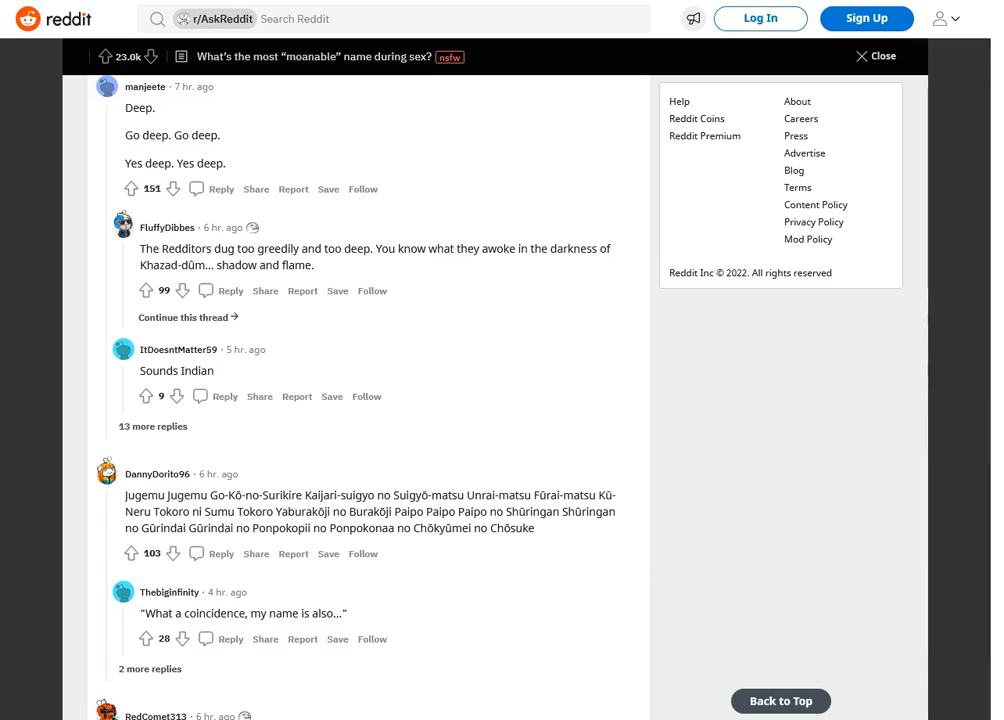 reddit
r/AskReddit Search Reddit
Log In
Sign Up
23.0k What's the most “moanable” name during sex? nsfw
Close
manjeete · 7 hr. ago
Deep.
Go deep. Go deep.
Yes deep. Yes deep.
151 Reply Share Report Save Follow
FluffyDibbes · 6 hr. ago
The Redditors dug too greedily and too deep. You know what they awoke in the darkness of
Khazad-dûm... shadow and flame.
99 Reply Share Report Save Follow
Continue this thread
ItDoesntMatter59 · 5 hr. ago
Sounds Indian
9 Reply Share Report Save Follow
13 more replies
DannyDorito96 · 6 hr. ago
Jugemu Jugemu Go-Kō-no-Surikire Kaijari-suigyo no Suigyō-matsu Unrai-matsu Fūrai-matsu Kū-
Neru Tokoro ni Sumu Tokoro Yaburakōji no Burakōji Paipo Paipo Paipo no Shūringan Shūringan
no Gūrindai Gūrindai no Ponpokopii no Ponpokonaa no Chōkyūmei no Chōsuke
103 Reply Share Report Save Follow
Thebiginfinity · 4 hr. ago
"What a coincidence, my name is also..."
28 Reply Share Report Save Follow
2 more replies
RedComet313 · 6 hr. ago
Help
Reddit Coins
Reddit Premium
About
Careers
Press
Advertise
Blog
Terms
Content Policy
Privacy Policy
Mod Policy
Reddit Inc © 2022. All rights reserved
Back to Top